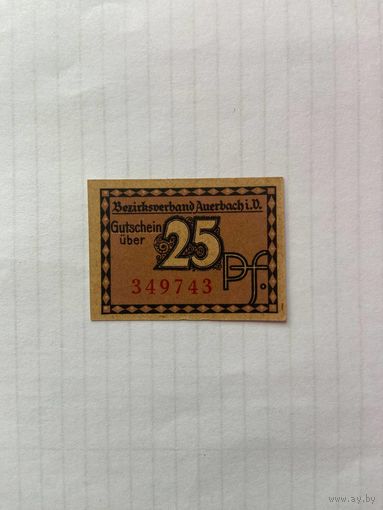 Bezirksverband Auerbach i.V.
Gutschein
über
25
Pf.
349743
www.ay.by